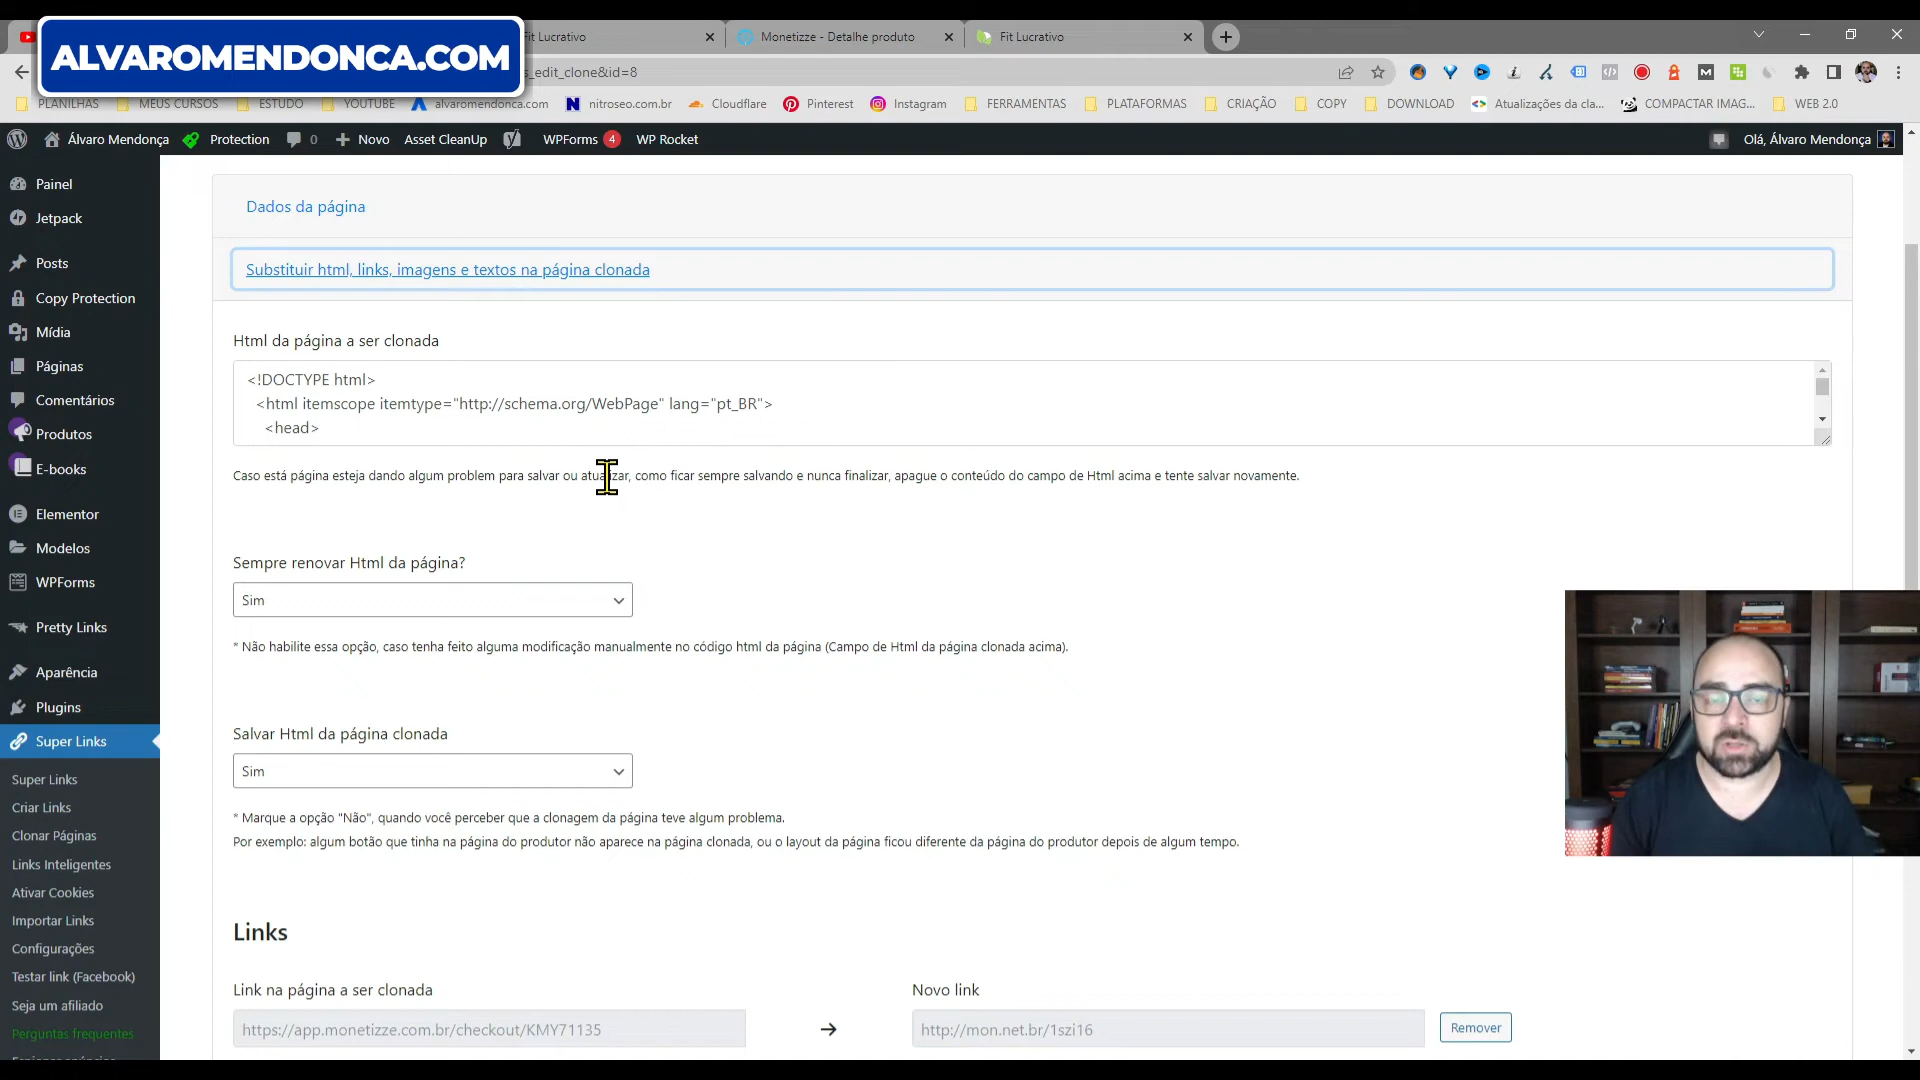 ALVAROMENDONCA.COM
Fit Lucrativo
Monetizze - Detalhe produto
Fit Lucrativo
s_edit_clone&id=8
PLANILHAS
MEUS CURSOS
ESTUDO
YOUTUBE
alvaromendonca.com
nitroseo.com.br
Cloudflare
Pinterest
Instagram
FERRAMENTAS
PLATAFORMAS
CRIAÇÃO
COPY
DOWNLOAD
Atualizações da cla...
COMPACTAR IMAG...
WEB 2.0
Álvaro Mendonça
Protection
0
Novo
Asset CleanUp
WPForms 4
WP Rocket
Olá, Álvaro Mendonça
Painel
Jetpack
Posts
Copy Protection
Mídia
Páginas
Comentários
Produtos
E-books
Elementor
Modelos
WPForms
Pretty Links
Aparência
Plugins
Super Links
Super Links
Criar Links
Clonar Páginas
Links Inteligentes
Ativar Cookies
Importar Links
Configurações
Testar link (Facebook)
Seja um afiliado
Perguntas frequentes
Dados da página
Substituir html, links, imagens e textos na página clonada
Html da página a ser clonada
<!DOCTYPE html>
<html itemscope itemtype="http://schema.org/WebPage" lang="pt_BR">
<head>
Caso está página esteja dando algum problem para salvar ou atualizar, como ficar sempre salvando e nunca finalizar, apague o conteúdo do campo de Html acima e tente salvar novamente.
Sempre renovar Html da página?
Sim
* Não habilite essa opção, caso tenha feito alguma modificação manualmente no código html da página (Campo de Html da página clonada acima).
Salvar Html da página clonada
Sim
* Marque a opção "Não", quando você perceber que a clonagem da página teve algum problema.
Por exemplo: algum botão que tinha na página do produtor não aparece na página clonada, ou o layout da página ficou diferente da página do produtor depois de algum tempo.
Links
Link na página a ser clonada
Novo link
https://app.monetizze.com.br/checkout/KMY71135
http://mon.net.br/1szi16
Remover